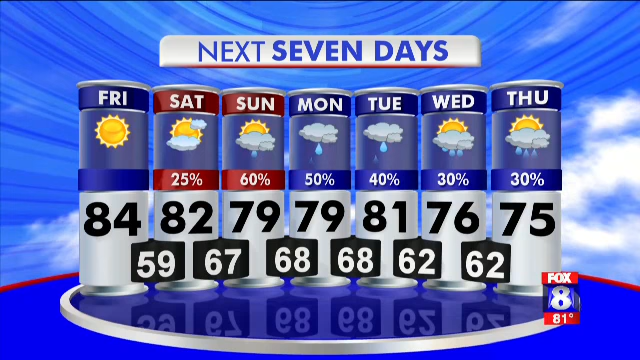 NEXT SEVEN DAYS
FRI SAT SUN MON TUE WED THU
25% 60% 50% 40% 30% 30%
84 82 79 79 81 76 75
59 67 68 68 62 62
FOX
8
81°